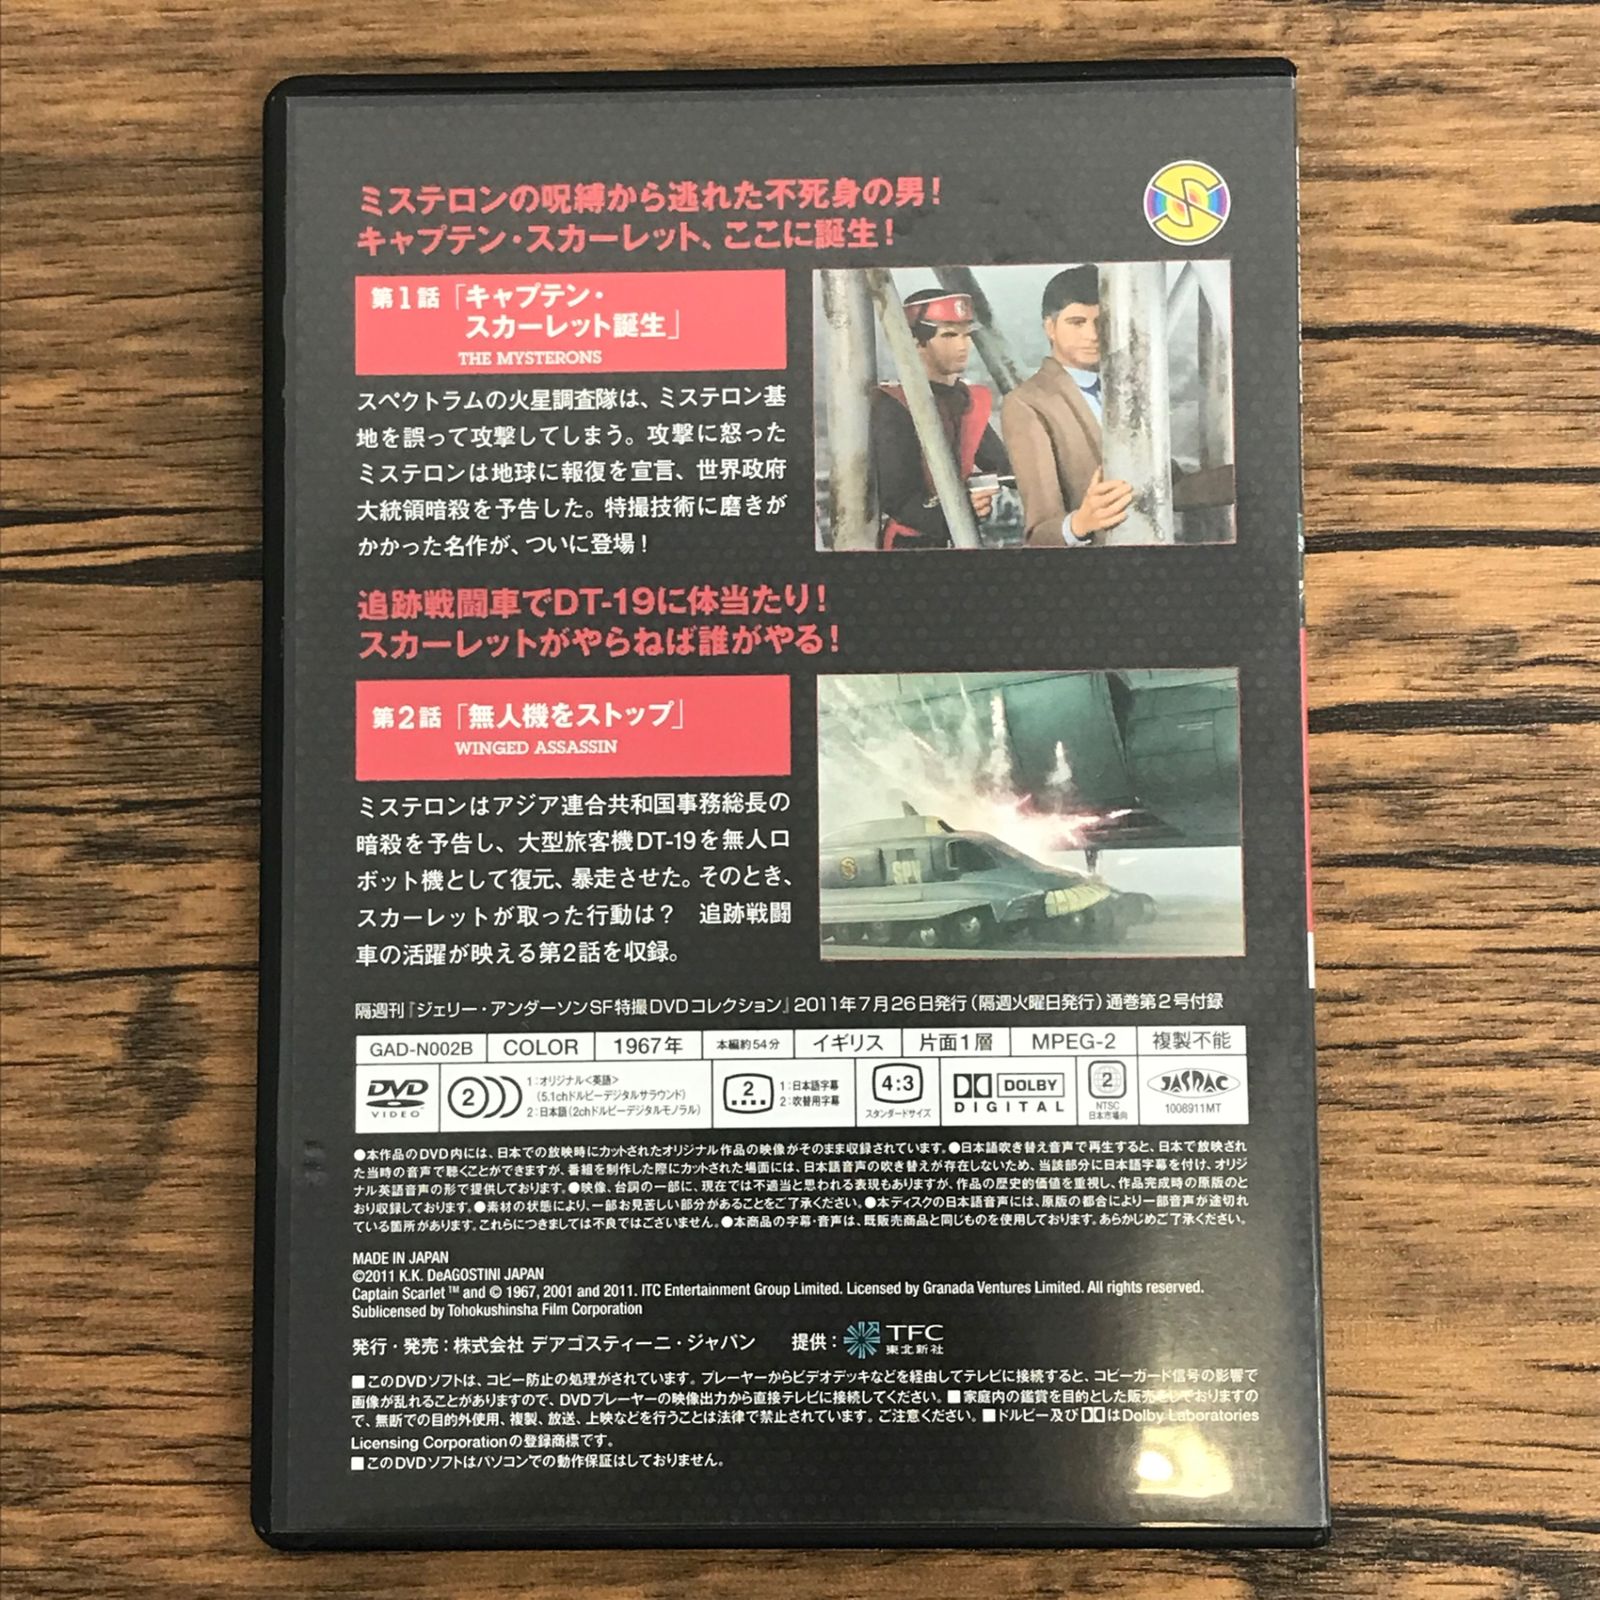 ミステロンの呪縛から逃れた不死身の男！
キャプテン・スカーレット、ここに誕生！
第1話「キャプテン・
スカーレット誕生」
THE MYSTERONS
スペクトラムの火星調査隊は、ミステロン基
地を誤って攻撃してしまう。攻撃に怒った
ミステロンは地球に報復を宣言、世界政府
大統領暗殺を予告した。特撮技術に磨きが
かかった名作が、ついに登場！
追跡戦闘車でDT-19に体当たり！
スカーレットがやらねば誰がやる！
第2話「無人機をストップ」
WINGED ASSASSIN
ミステロンはアジア連合共和国事務総長の
暗殺を予告し、大型旅客機DT-19を無人ロ
ボット機として復元、暴走させた。そのとき、
スカーレットが取った行動は？　追跡戦闘
車の活躍が映える第2話を収録。
S SPV
隔週刊『ジェリー・アンダーソンSF特撮DVDコレクション』2011年7月26日発行（隔週火曜日発行）通巻第2号付録
GAD-N002B COLOR 1967年 本編約54分 イギリス 片面1層 MPEG-2 複製不能
DVD VIDEO
2 1：オリジナル＜英語＞
（5.1chドルビーデジタルサラウンド）
2：日本語（2chドルビーデジタルモノラル）
2 1：日本語字幕
2：吹替用字幕
4:3 スタンダードサイズ
DOLBY DIGITAL
2 NTSC 日本市場向
JASRAC 1008911MT
●本作品のDVD内には、日本での放映時にカットされたオリジナル作品の映像がそのまま収録されています。●日本語吹き替え音声で再生すると、日本で放映され
た当時の音声で聴くことができますが、番組を制作した際にカットされた場面には、日本語音声の吹き替えが存在しないため、当該部分に日本語字幕を付け、オリジ
ナル英語音声の形で提供しております。●映像、台詞の一部に、現在では不適当と思われる表現もありますが、作品の歴史的価値を重視し、作品完成時の原版のと
おり収録しております。●素材の状態により、一部お見苦しい部分があることをご了承ください。●本ディスクの日本語音声には、原版の都合により一部音声が途切れ
ている箇所があります。これらにつきましては不良ではございません。●本商品の字幕・音声は、既販売商品と同じものを使用しております。あらかじめご了承ください。
MADE IN JAPAN
©2011 K.K. DeAGOSTINI JAPAN
Captain Scarlet™ and © 1967, 2001 and 2011. ITC Entertainment Group Limited. Licensed by Granada Ventures Limited. All rights reserved.
Sublicensed by Tohokushinsha Film Corporation
発行・発売：株式会社 デアゴスティーニ・ジャパン　提供： TFC 東北新社
■このDVDソフトは、コピー防止の処理がされています。プレーヤーからビデオデッキなどを経由してテレビに接続すると、コピーガード信号の影響で
画像が乱れることがありますので、DVDプレーヤーの映像出力から直接テレビに接続してください。■家庭内の鑑賞を目的とした販売をしておりますの
で、無断での目的外使用、複製、放送、上映などを行うことは法律で禁止されています。ご注意ください。■ドルビー及びはDolby Laboratories
Licensing Corporationの登録商標です。
■このDVDソフトはパソコンでの動作保証はしておりません。